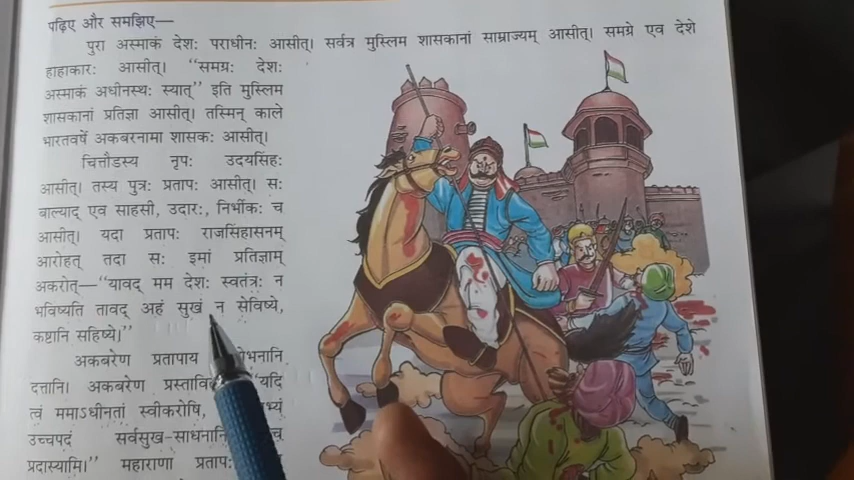 पढ़िए और समझिए—
पुरा अस्माकं देशः पराधीनः आसीत्। सर्वत्र मुस्लिम शासकानां साम्राज्यम् आसीत्। समग्रे एव देशे
हाहाकारः आसीत्। “समग्रः देशः
अस्माकं अधीनस्थः स्यात्” इति मुस्लिम
शासकानां प्रतिज्ञा आसीत्। तस्मिन् काले
भारतवर्षे अकबरनामा शासकः आसीत्।
चित्तौडस्य नृपः उदयसिंहः
आसीत्। तस्य पुत्रः प्रतापः आसीत्। सः
बाल्याद् एव साहसी, उदारः, निर्भीकः च
आसीत्। यदा प्रतापः राजसिंहासनम्
आरोहत् तदा सः इमां प्रतिज्ञाम्
अकरोत्—“यावद् मम देशः स्वतंत्रः न
भविष्यति तावद् अहं सुखं न सेविष्ये,
कष्टानि सहिष्ये।”
अकबरेण प्रतापाय
दत्तानि। अकबरेण “यदि
त्वं ममाऽधीनतां स्वीकरोषि,
उच्चपदं सर्वसुख-साधनानि
प्रदास्यामि।” महाराणा प्रतापः